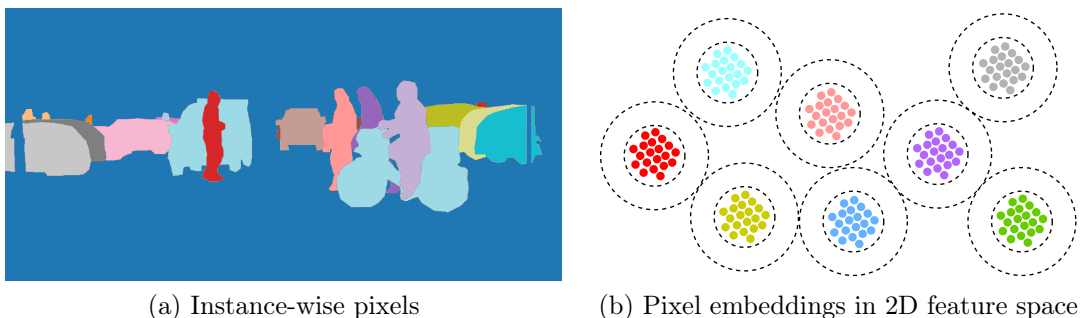 (a) Instance-wise pixels
(b) Pixel embeddings in 2D feature space